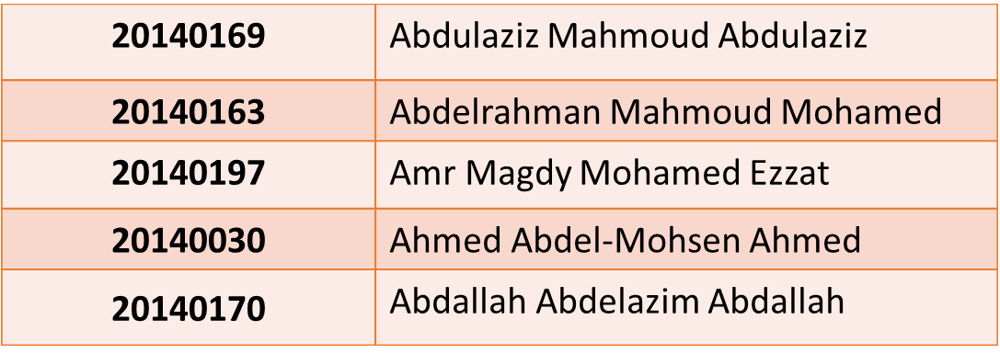 20140169 Abdulaziz Mahmoud Abdulaziz
20140163 Abdelrahman Mahmoud Mohamed
20140197 Amr Magdy Mohamed Ezzat
20140030 Ahmed Abdel-Mohsen Ahmed
20140170 Abdallah Abdelazim Abdallah